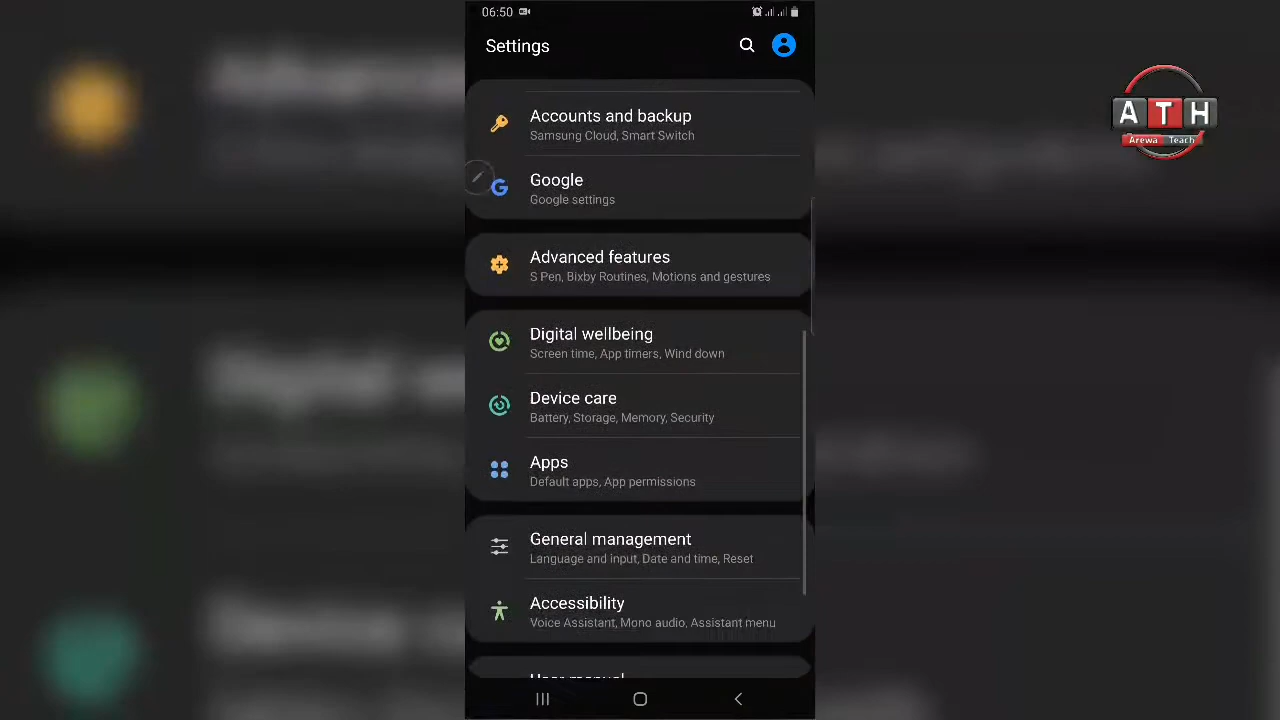 06:50
Settings
Accounts and backup
Samsung Cloud, Smart Switch
Google
Google settings
Advanced features
S Pen, Bixby Routines, Motions and gestures
Digital wellbeing
Screen time, App timers, Wind down
Device care
Battery, Storage, Memory, Security
Apps
Default apps, App permissions
General management
Language and input, Date and time, Reset
Accessibility
Voice Assistant, Mono audio, Assistant menu
User manual
ATH
Arewa Teach